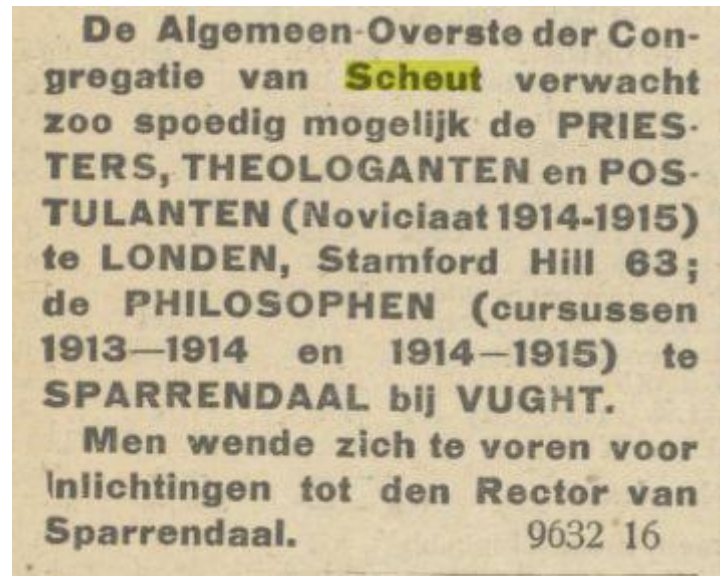 De Algemeen-Overste der Con-
gregatie van Scheut verwacht
zoo spoedig mogelijk de PRIES-
TERS, THEOLOGANTEN en POS-
TULANTEN (Noviciaat 1914-1915)
te LONDEN, Stamford Hill 63;
de PHILOSOPHEN (cursussen
1913—1914 en 1914—1915) te
SPARRENDAAL bij VUGHT.
Men wende zich te voren voor
Inlichtingen tot den Rector van
Sparrendaal. 9632 16